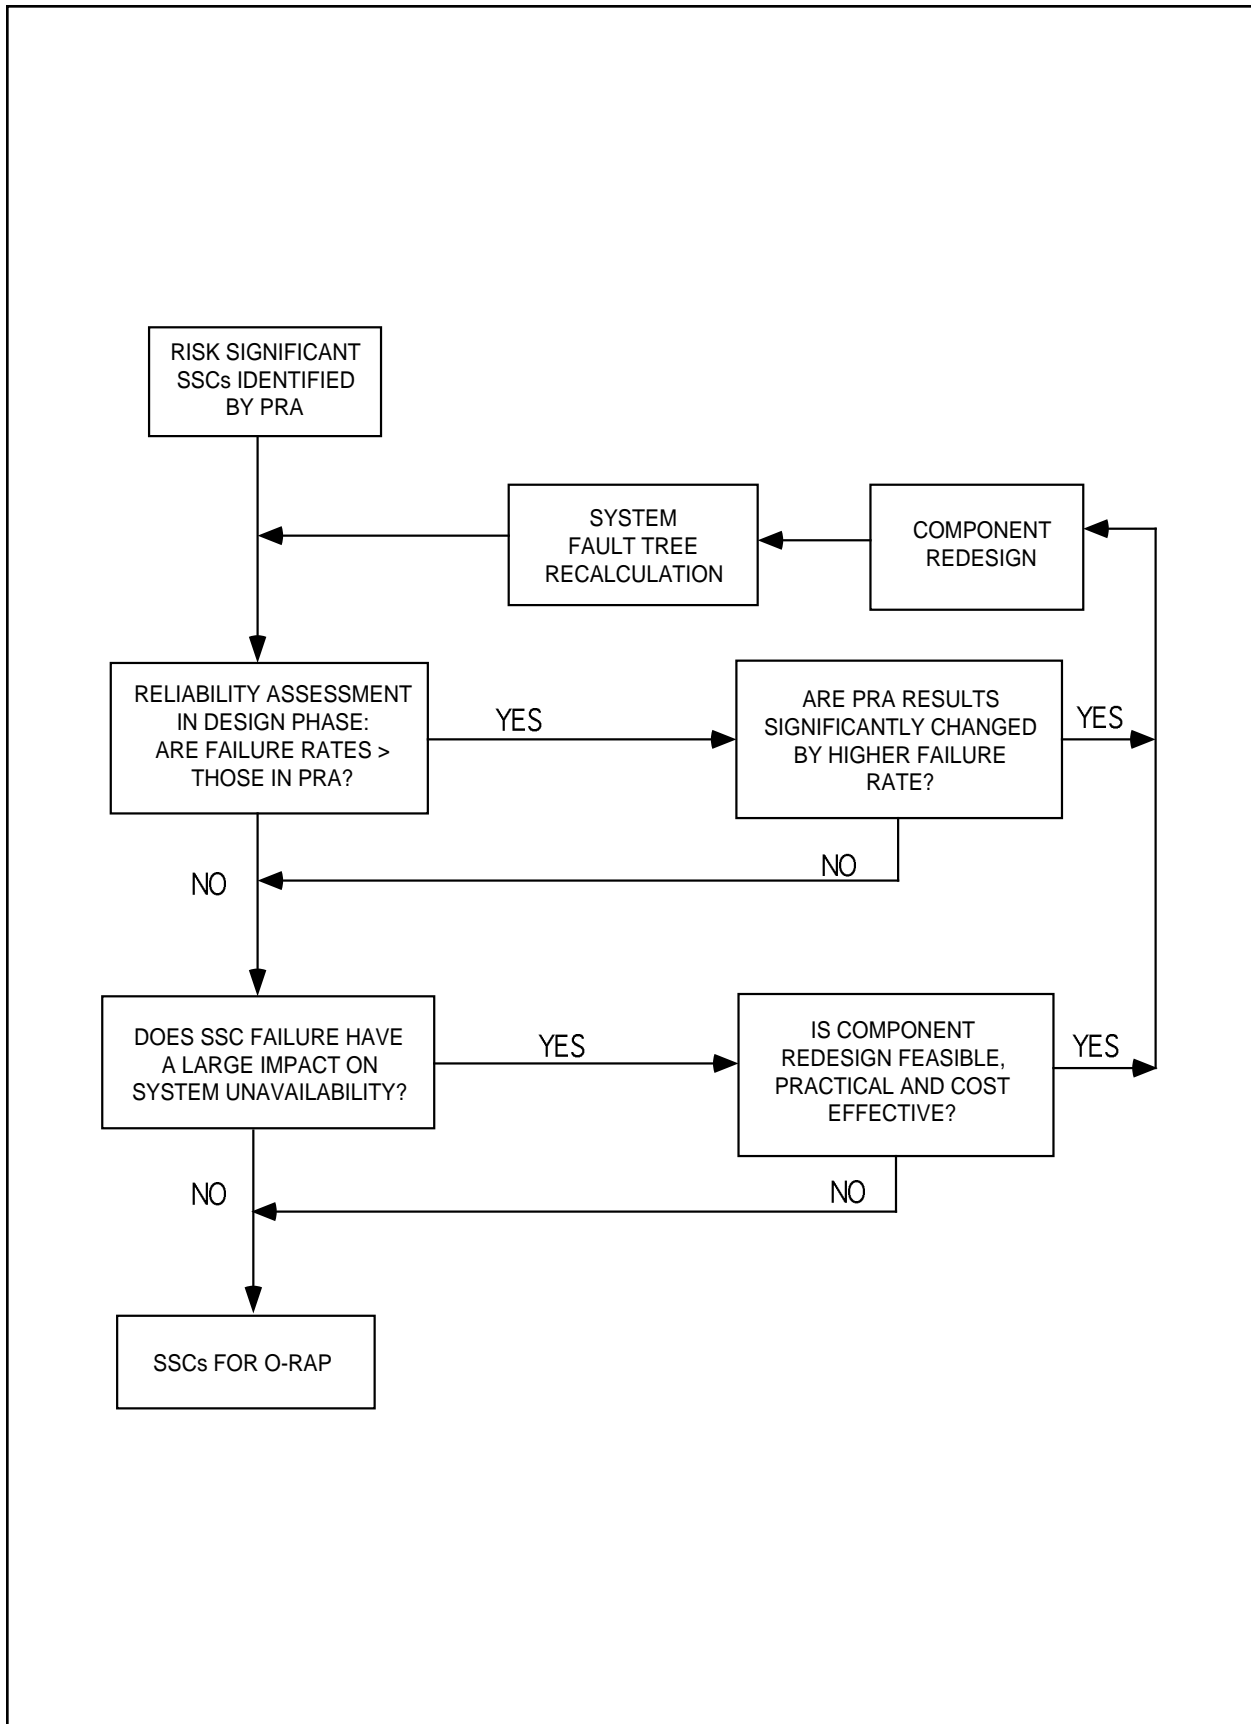 RISK SIGNIFICANT
SSCs IDENTIFIED
BY PRA
SYSTEM
FAULT TREE
RECALCULATION
COMPONENT
REDESIGN
RELIABILITY ASSESSMENT
IN DESIGN PHASE:
ARE FAILURE RATES >
THOSE IN PRA?
YES
ARE PRA RESULTS
SIGNIFICANTLY CHANGED
BY HIGHER FAILURE
RATE?
YES
NO
NO
DOES SSC FAILURE HAVE
A LARGE IMPACT ON
SYSTEM UNAVAILABILITY?
YES
IS COMPONENT
REDESIGN FEASIBLE,
PRACTICAL AND COST
EFFECTIVE?
YES
NO
NO
SSCs FOR O-RAP